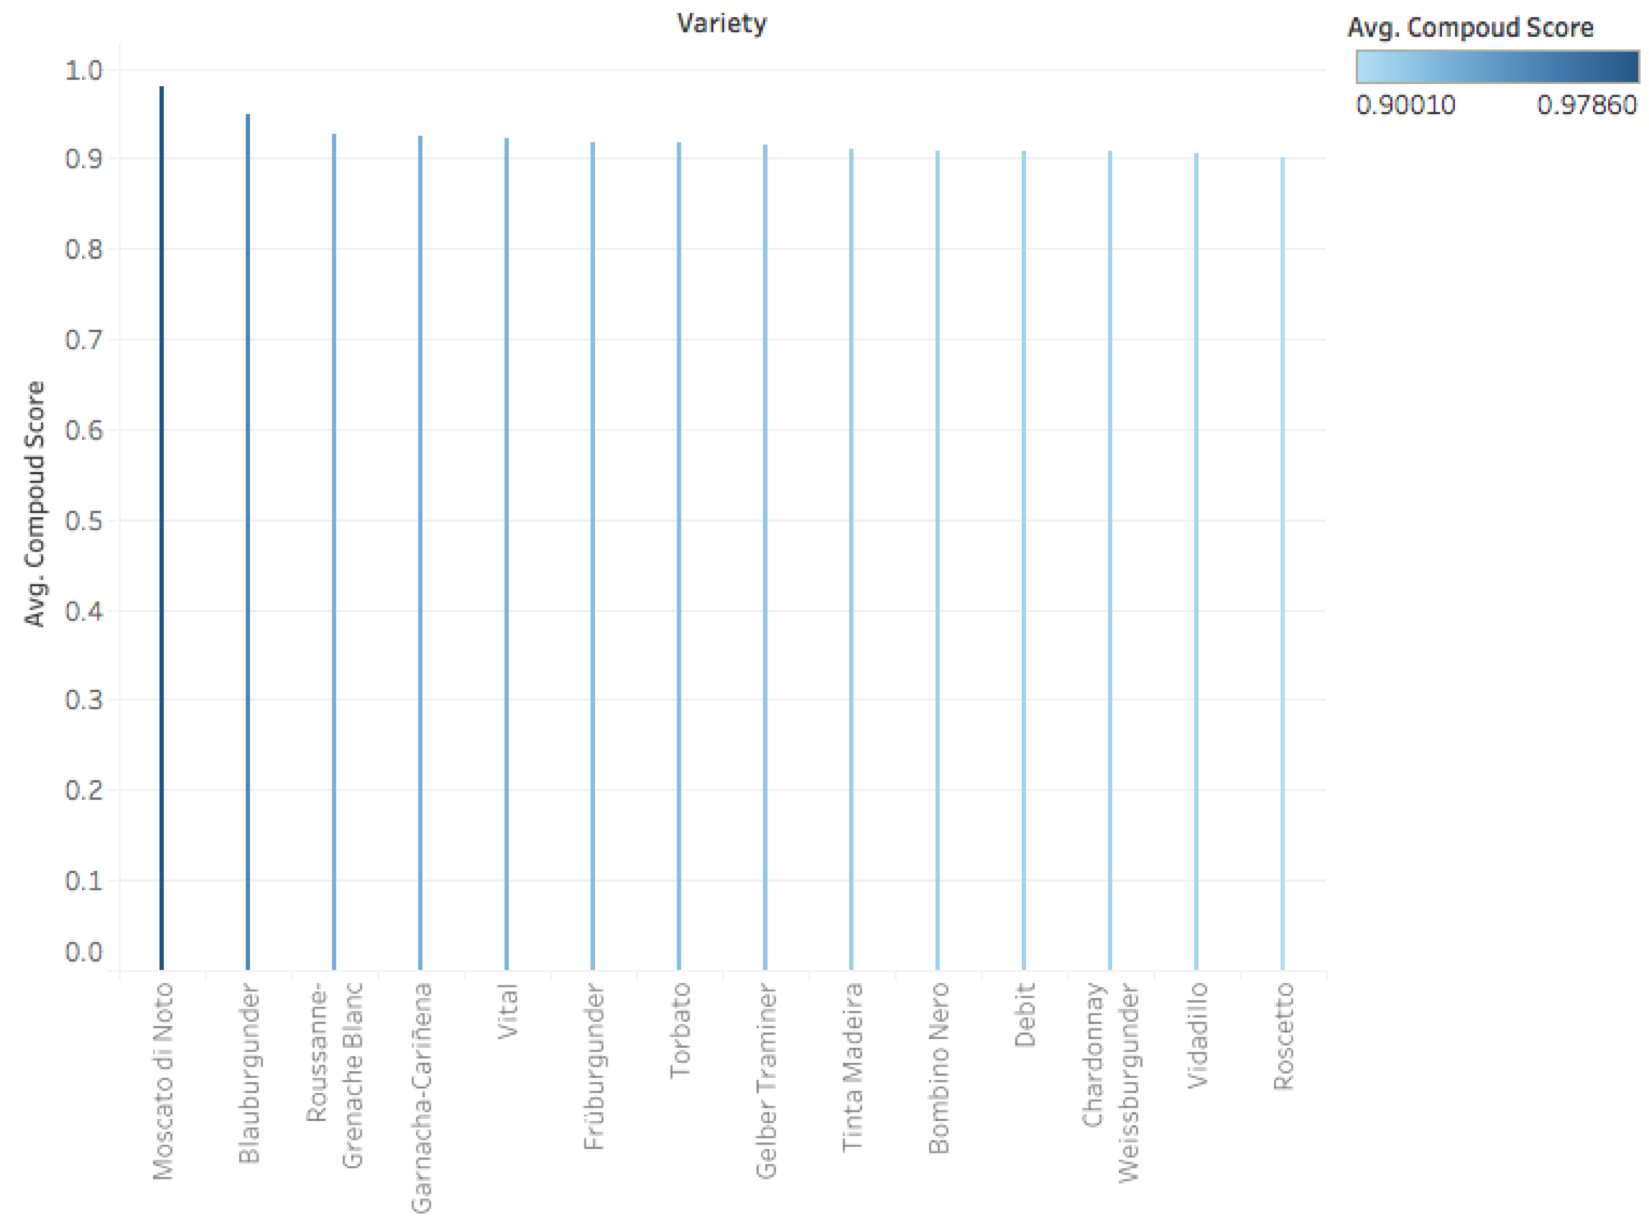 Variety
Avg. Compoud Score
0.90010 0.97860
Avg. Compoud Score
1.0
0.9
0.8
0.7
0.6
0.5
0.4
0.3
0.2
0.1
0.0
Moscato di Noto
Blauburgunder
Roussanne-
Grenache Blanc
Garnacha-Cariñena
Vital
Früburgunder
Torbato
Gelber Traminer
Tinta Madeira
Bombino Nero
Debit
Chardonnay
Weissburgunder
Vidadillo
Roscetto